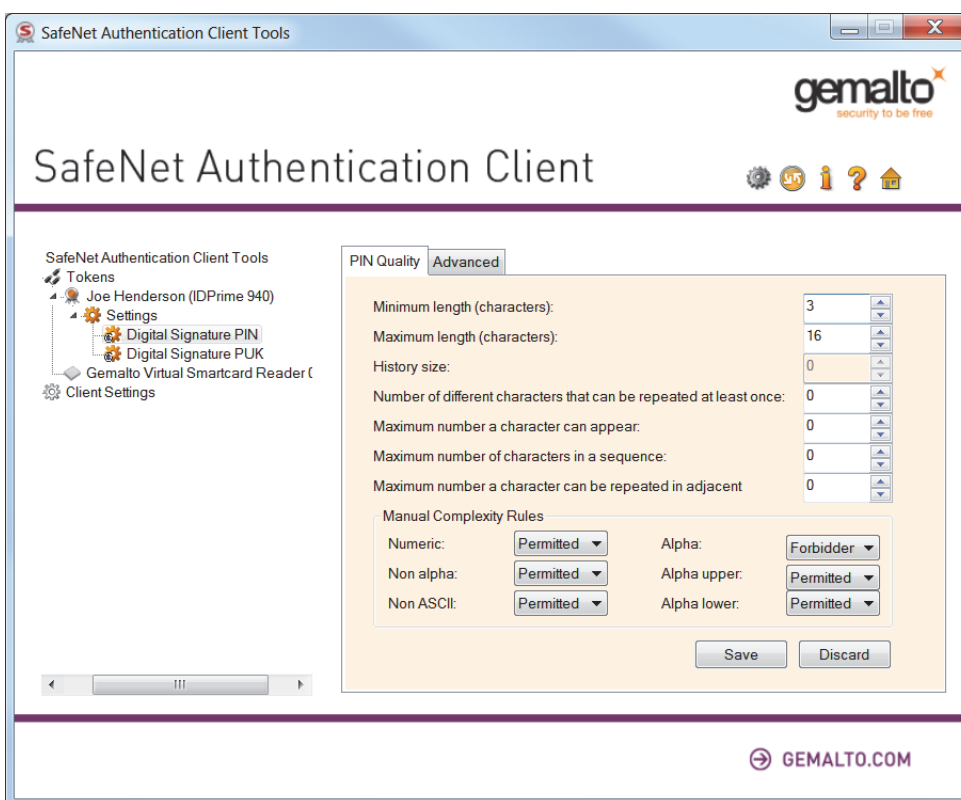 SafeNet Authentication Client Tools
gemalto
security to be free
SafeNet Authentication Client
SafeNet Authentication Client Tools
Tokens
Joe Henderson (IDPrime 940)
Settings
Digital Signature PIN
Digital Signature PUK
Gemalto Virtual Smartcard Reader (
Client Settings
PIN Quality Advanced
Minimum length (characters): 3
Maximum length (characters): 16
History size: 0
Number of different characters that can be repeated at least once: 0
Maximum number a character can appear: 0
Maximum number of characters in a sequence: 0
Maximum number a character can be repeated in adjacent 0
Manual Complexity Rules
Numeric: Permitted Alpha: Forbidder
Non alpha: Permitted Alpha upper: Permitted
Non ASCII: Permitted Alpha lower: Permitted
Save Discard
GEMALTO.COM